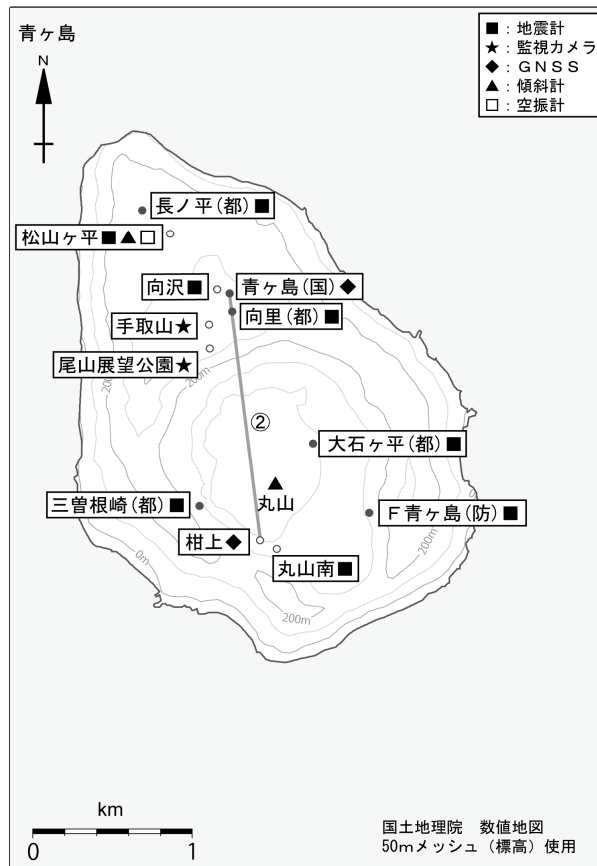 青ヶ島
N
■：地震計
★：監視カメラ
◆：ＧＮＳＳ
▲：傾斜計
□：空振計
長ノ平(都)■
松山ヶ平■▲□
向沢■
青ヶ島(国)◆
向里(都)■
手取山★
尾山展望公園★
200m
200m
②
大石ヶ平(都)■
丸山
三曽根崎(都)■
Ｆ青ヶ島(防)■
柑上◆
丸山南■
0m
200m
200m
km
0 1
国土地理院　数値地図
50mメッシュ（標高）使用